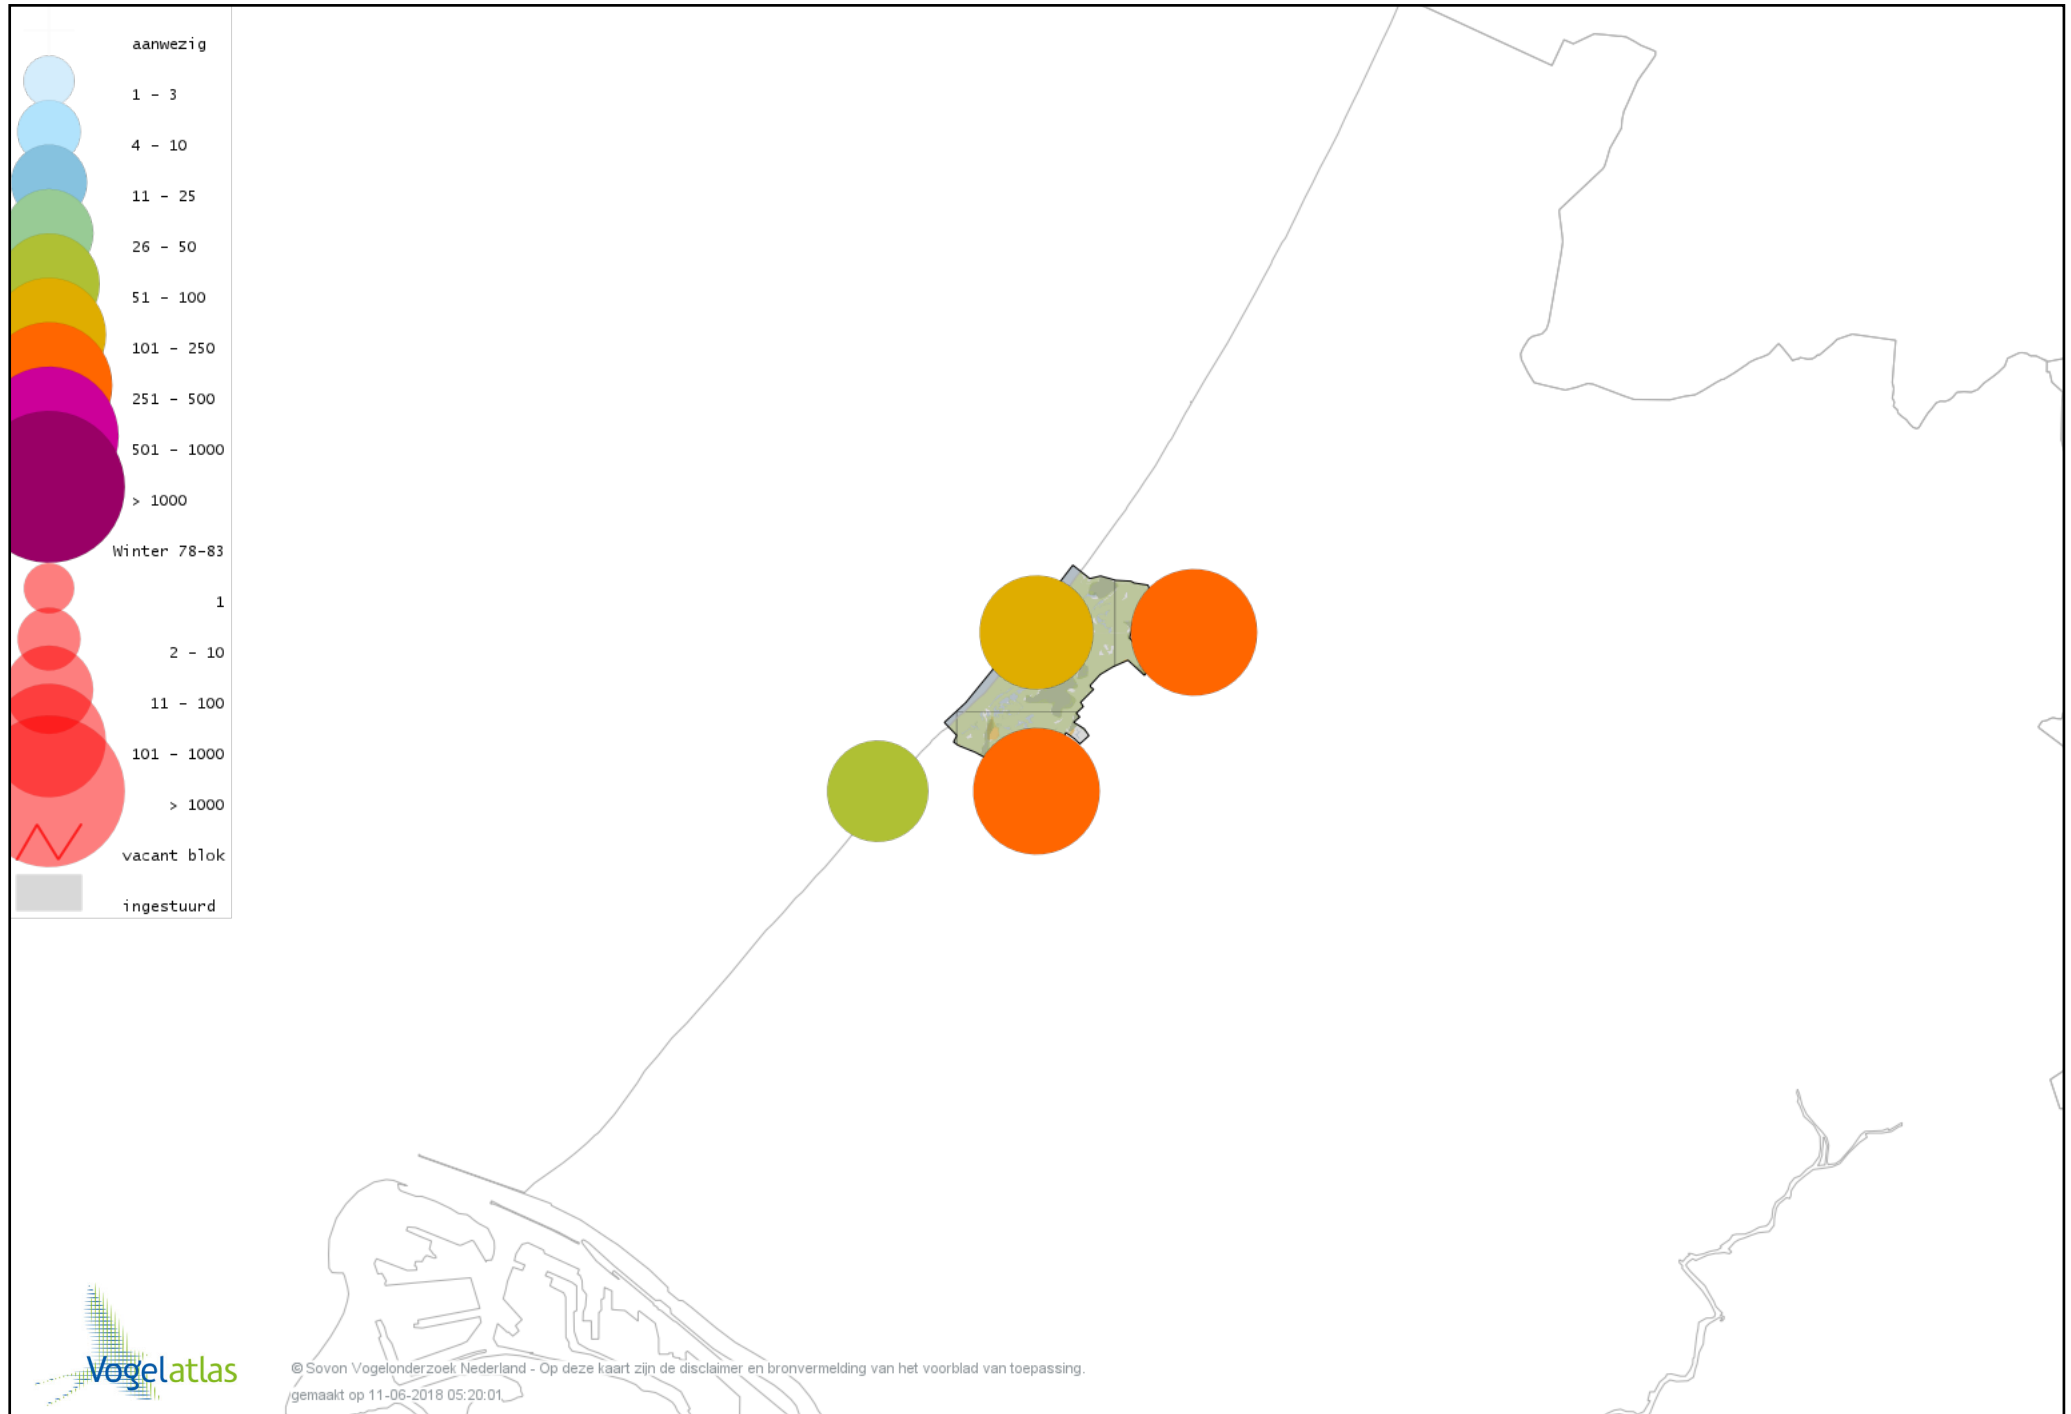 aanwezig
1 - 3
4 - 10
11 - 25
26 - 50
51 - 100
101 - 250
251 - 500
501 - 1000
> 1000
Winter 78-83
1
2 - 10
11 - 100
101 - 1000
> 1000
vacant blok
ingestuurd
Vogelatlas
© Sovon Vogelonderzoek Nederland - Op deze kaart zijn de disclaimer en bronvermelding van het voorblad van toepassing.
gemaakt op 11-06-2018 05:20:01